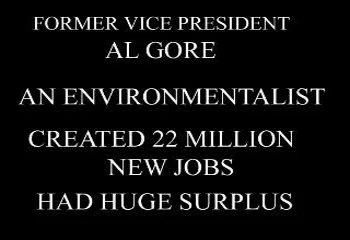 FORMER VICE PRESIDENT
AL GORE
AN ENVIRONMENTALIST
CREATED 22 MILLION
NEW JOBS
HAD HUGE SURPLUS